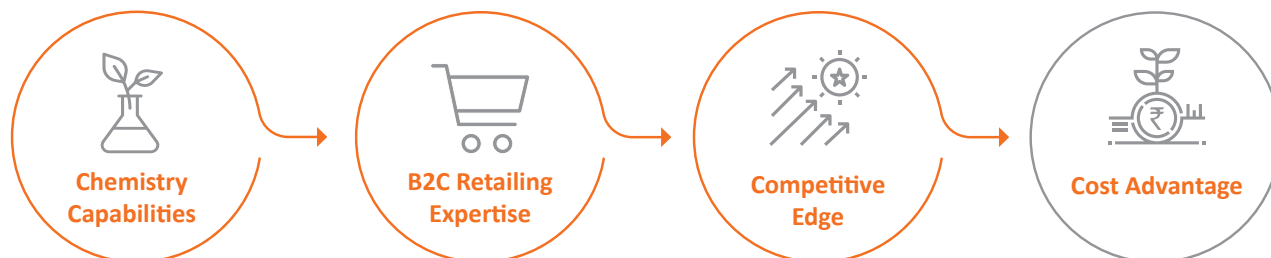 Chemistry
Capabilities
B2C Retailing
Expertise
Competitive
Edge
₹
Cost Advantage